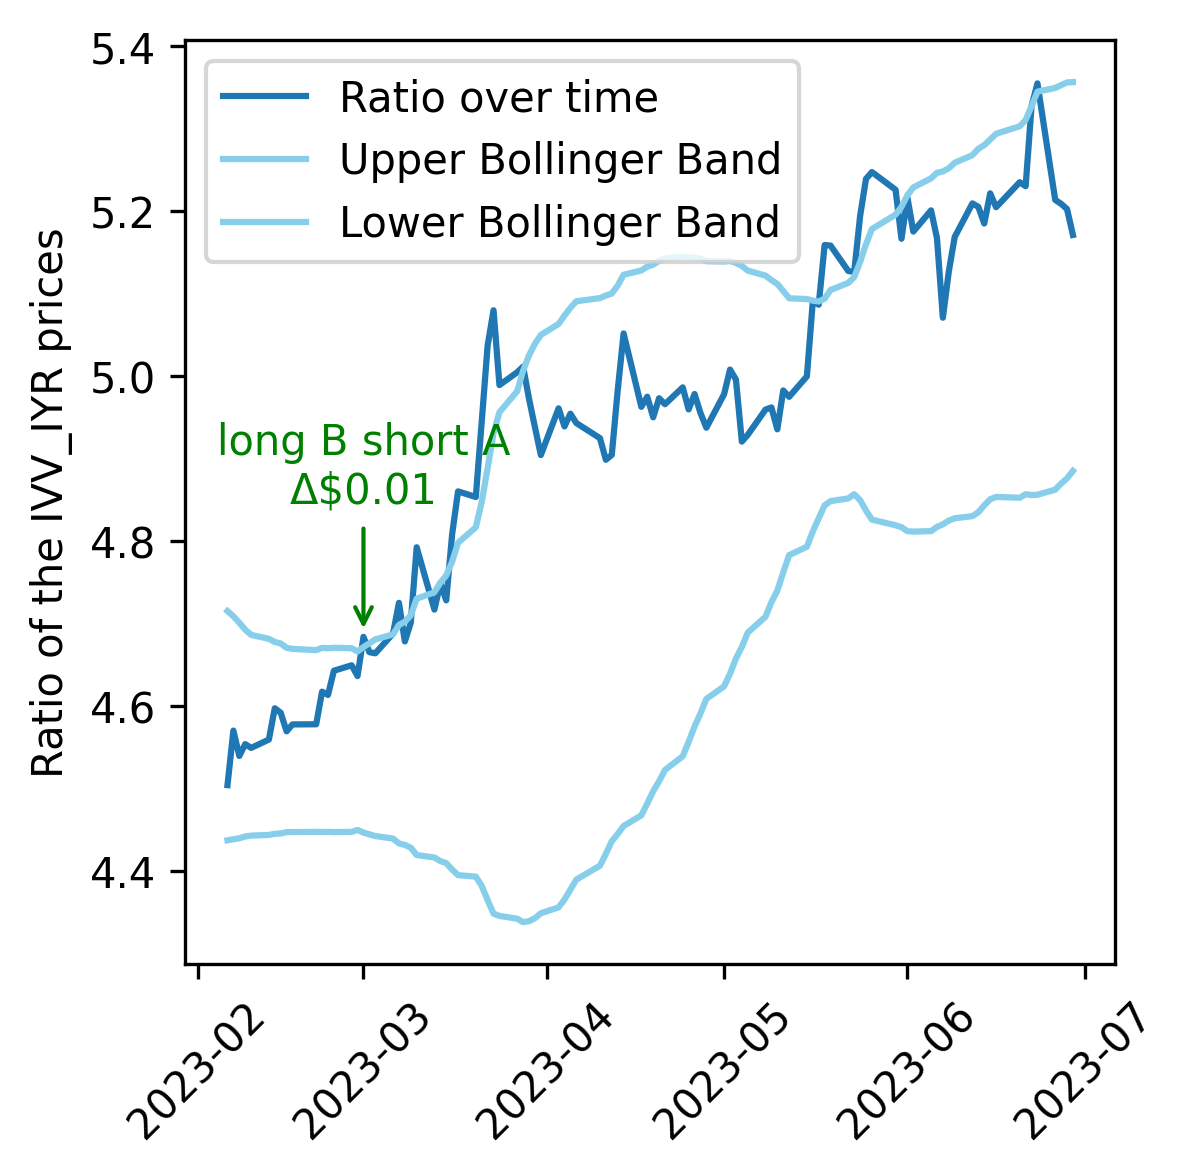 Ratio of the IVV_IYR prices
5.4
5.2
5.0
4.8
4.6
4.4
Ratio over time
Upper Bollinger Band
Lower Bollinger Band
long B short A
Δ$0.01
2023-02
2023-03
2023-04
2023-05
2023-06
2023-07